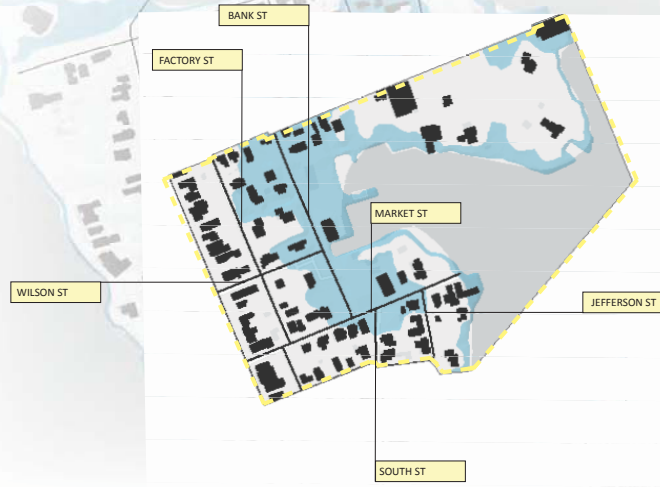 BANK ST
FACTORY ST
MARKET ST
WILSON ST
JEFFERSON ST
SOUTH ST